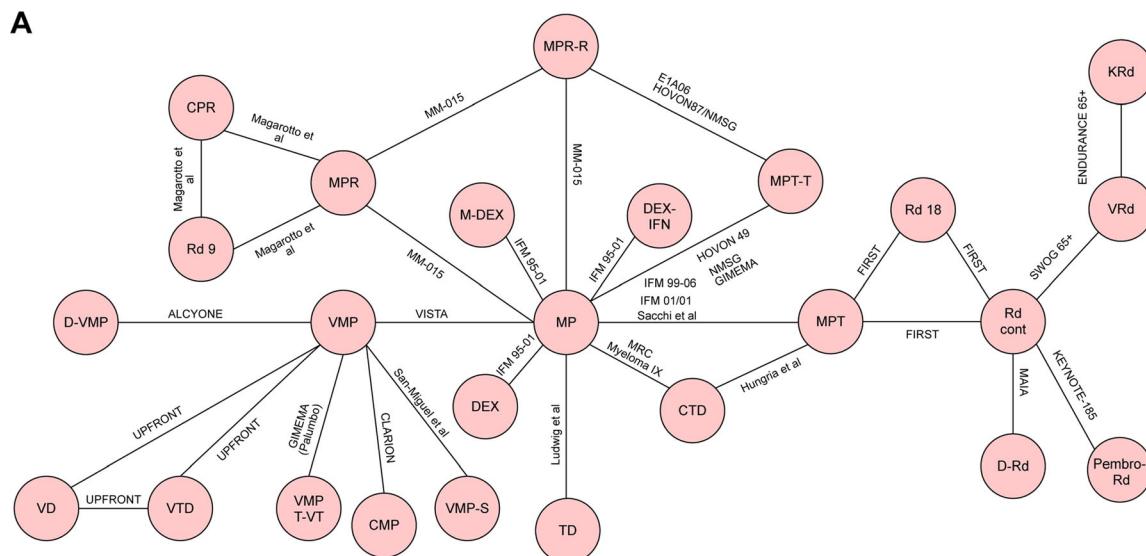 A
MPR-R
KRd
CPR
E1A06
HOVON87/NMSG
MM-015
Magarotto et
al
ENDURANCE 65+
MM-015
Magarotto et
al
MPR
MPT-T
M-DEX
DEX-
IFN
Rd 18
VRd
Rd 9
Magarotto et
al
MM-015
IFM 95-01
IFM 95-01
HOVON 49
NMSG
GIMEMA
FIRST
FIRST
SWOG 65+
IFM 99-06
IFM 01/01
Sacchi et al
D-VMP
ALCYONE
VMP
VISTA
MP
MPT
FIRST
Rd
cont
IFM 95-01
MRC
Myeloma IX
Hungria et al
MAIA
KEYNOTE-185
DEX
CTD
San-Miguel et al
CLARION
GIMEMA
(Palumbo)
UPFRONT
UPFRONT
Ludwig et al
D-Rd
Pembro-
Rd
VD
UPFRONT
VTD
VMP
T-VT
CMP
VMP-S
TD